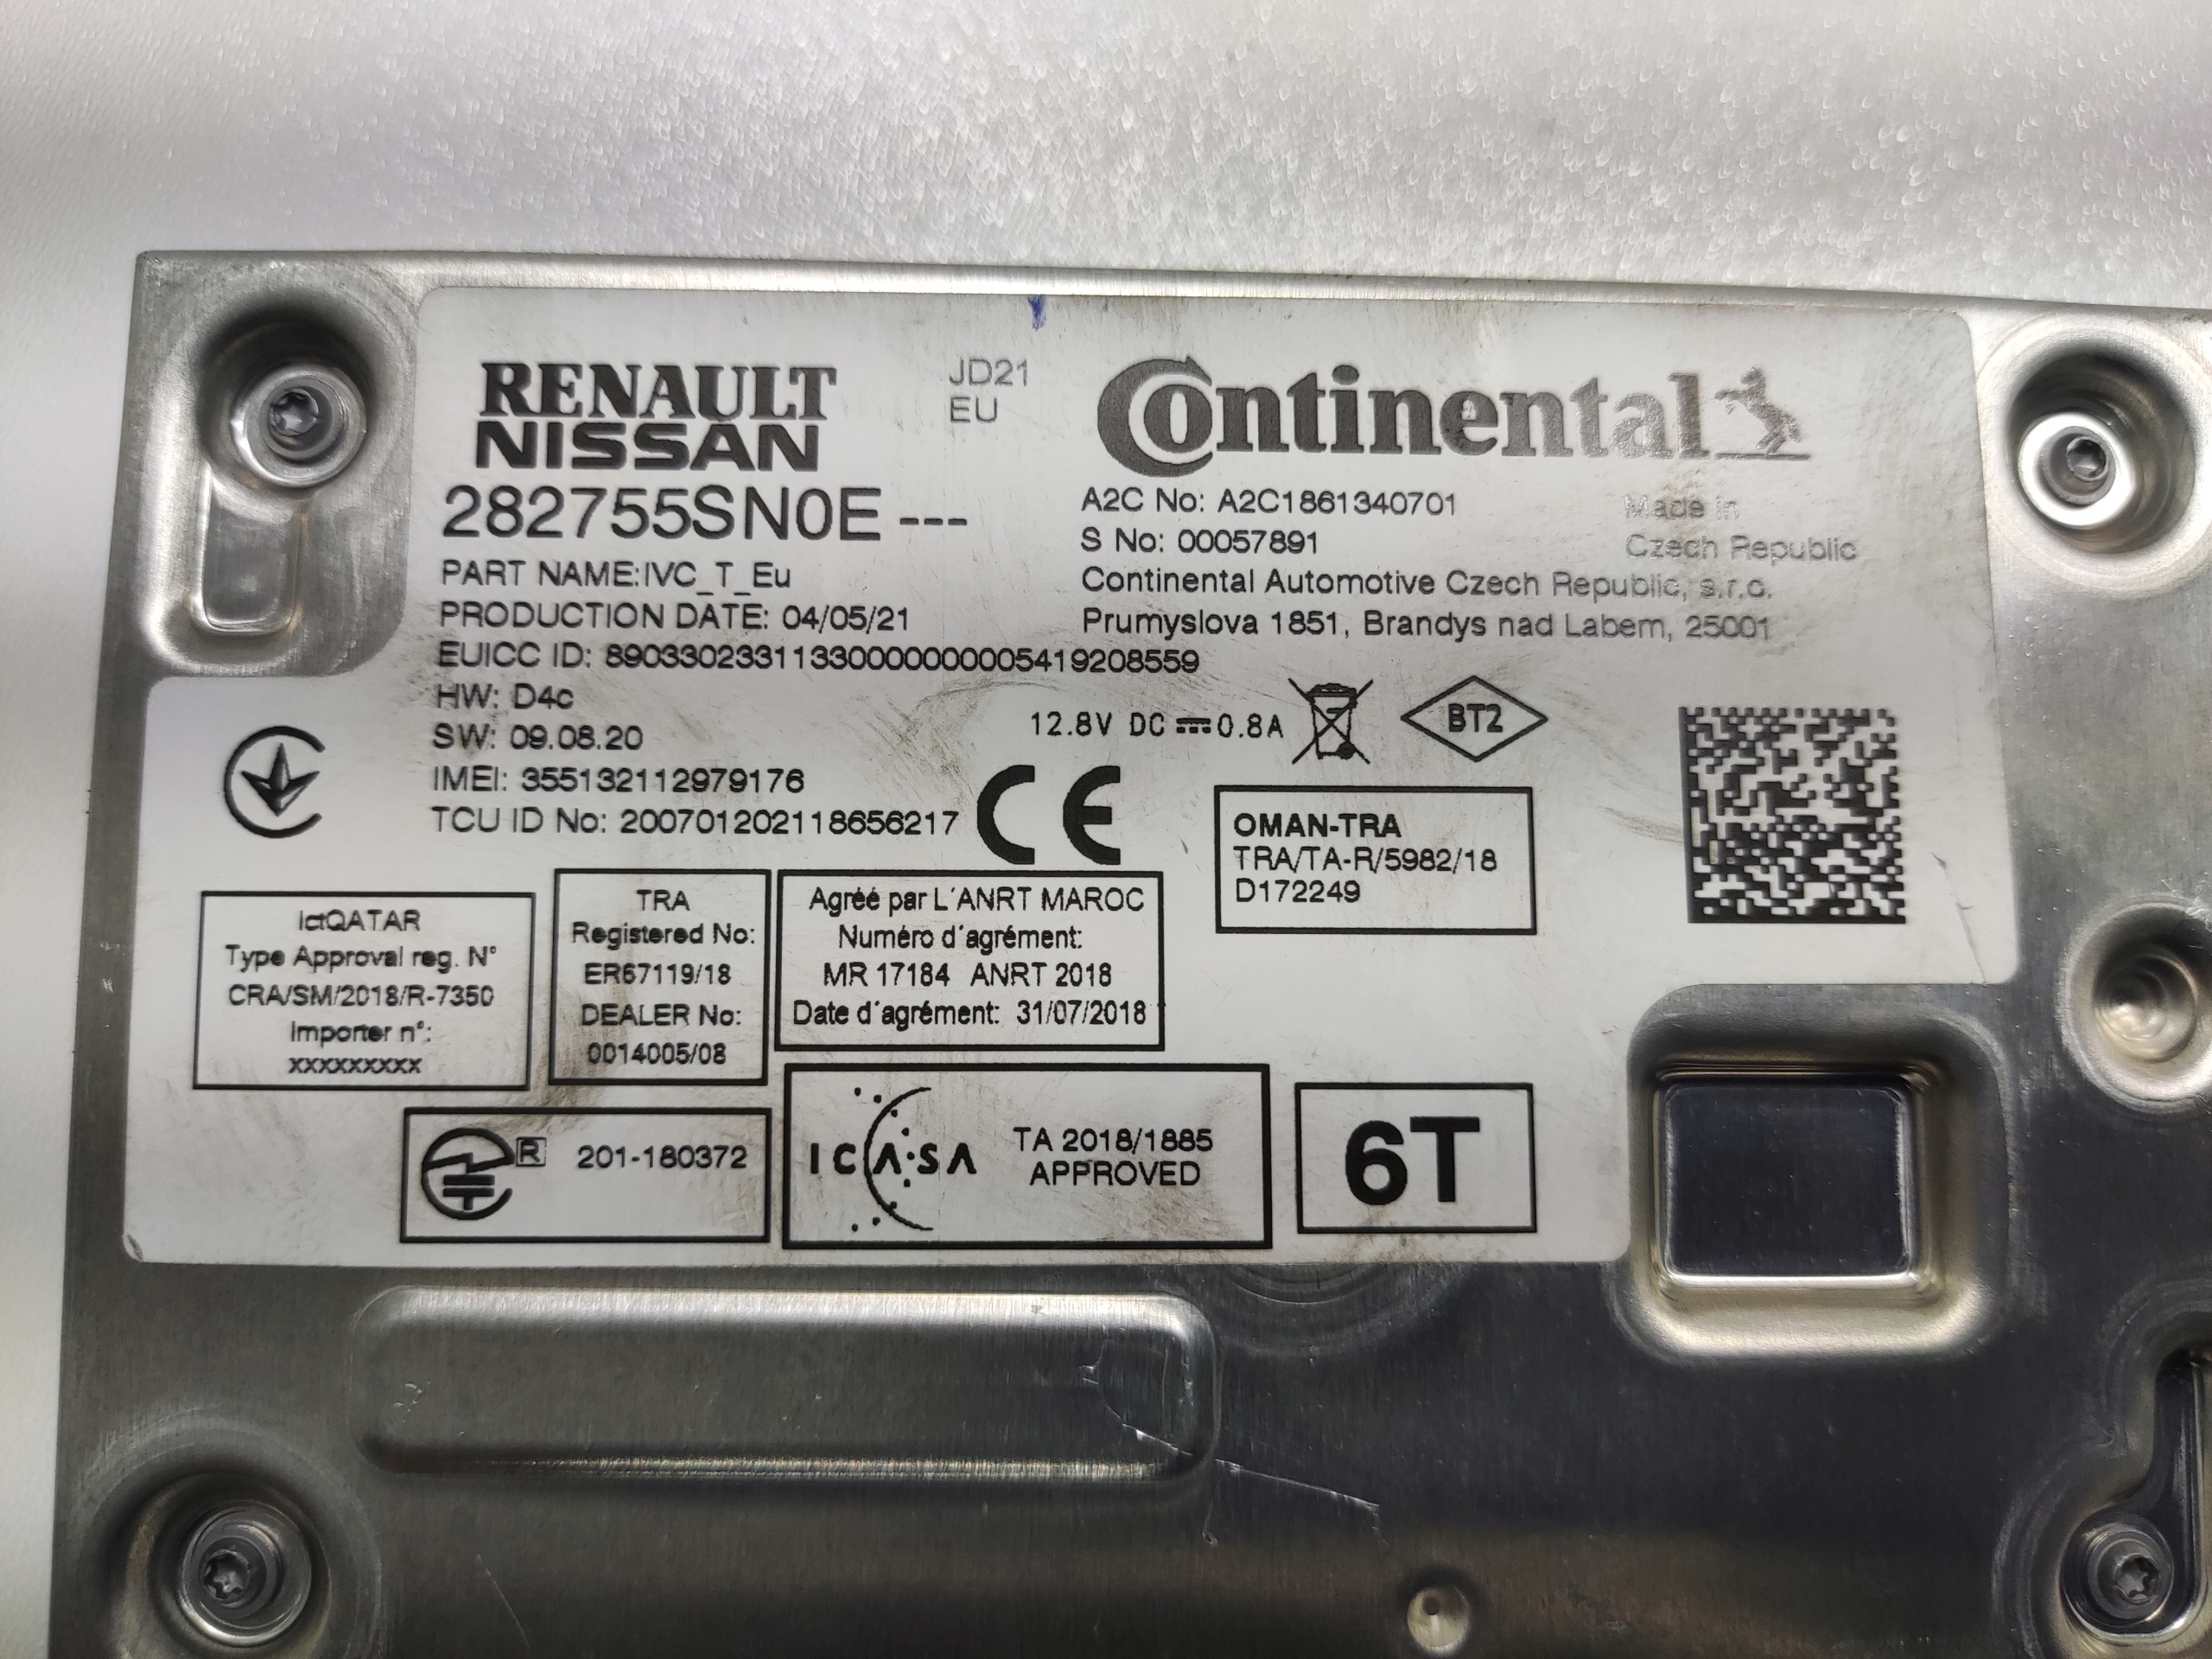 RENAULT
NISSAN
JD21
EU
Continental
282755SN0E ---
PART NAME:IVC_T_Eu
PRODUCTION DATE: 04/05/21
EUICC ID: 89033023311330000000005419208559
HW: D4c
SW: 09.08.20
IMEI: 355132112979176
TCU ID No: 200701202118656217
A2C No: A2C1861340701
S No: 00057891
Made in
Czech Republic
Continental Automotive Czech Republic, s.r.o.
Prumyslova 1851, Brandys nad Labem, 25001
12.8V DC 0.8A
BT2
CE
OMAN-TRA
TRA/TA-R/5982/18
D172249
IctQATAR
Type Approval reg. N°
CRA/SM/2018/R-7350
Importer n°:
xxxxxxxxx
TRA
Registered No:
ER67119/18
DEALER No:
0014005/08
Agréé par L´ANRT MAROC
Numéro d´agrément:
MR 17184 ANRT 2018
Date d´agrément: 31/07/2018
R 201-180372
ICASA
TA 2018/1885
APPROVED
6T